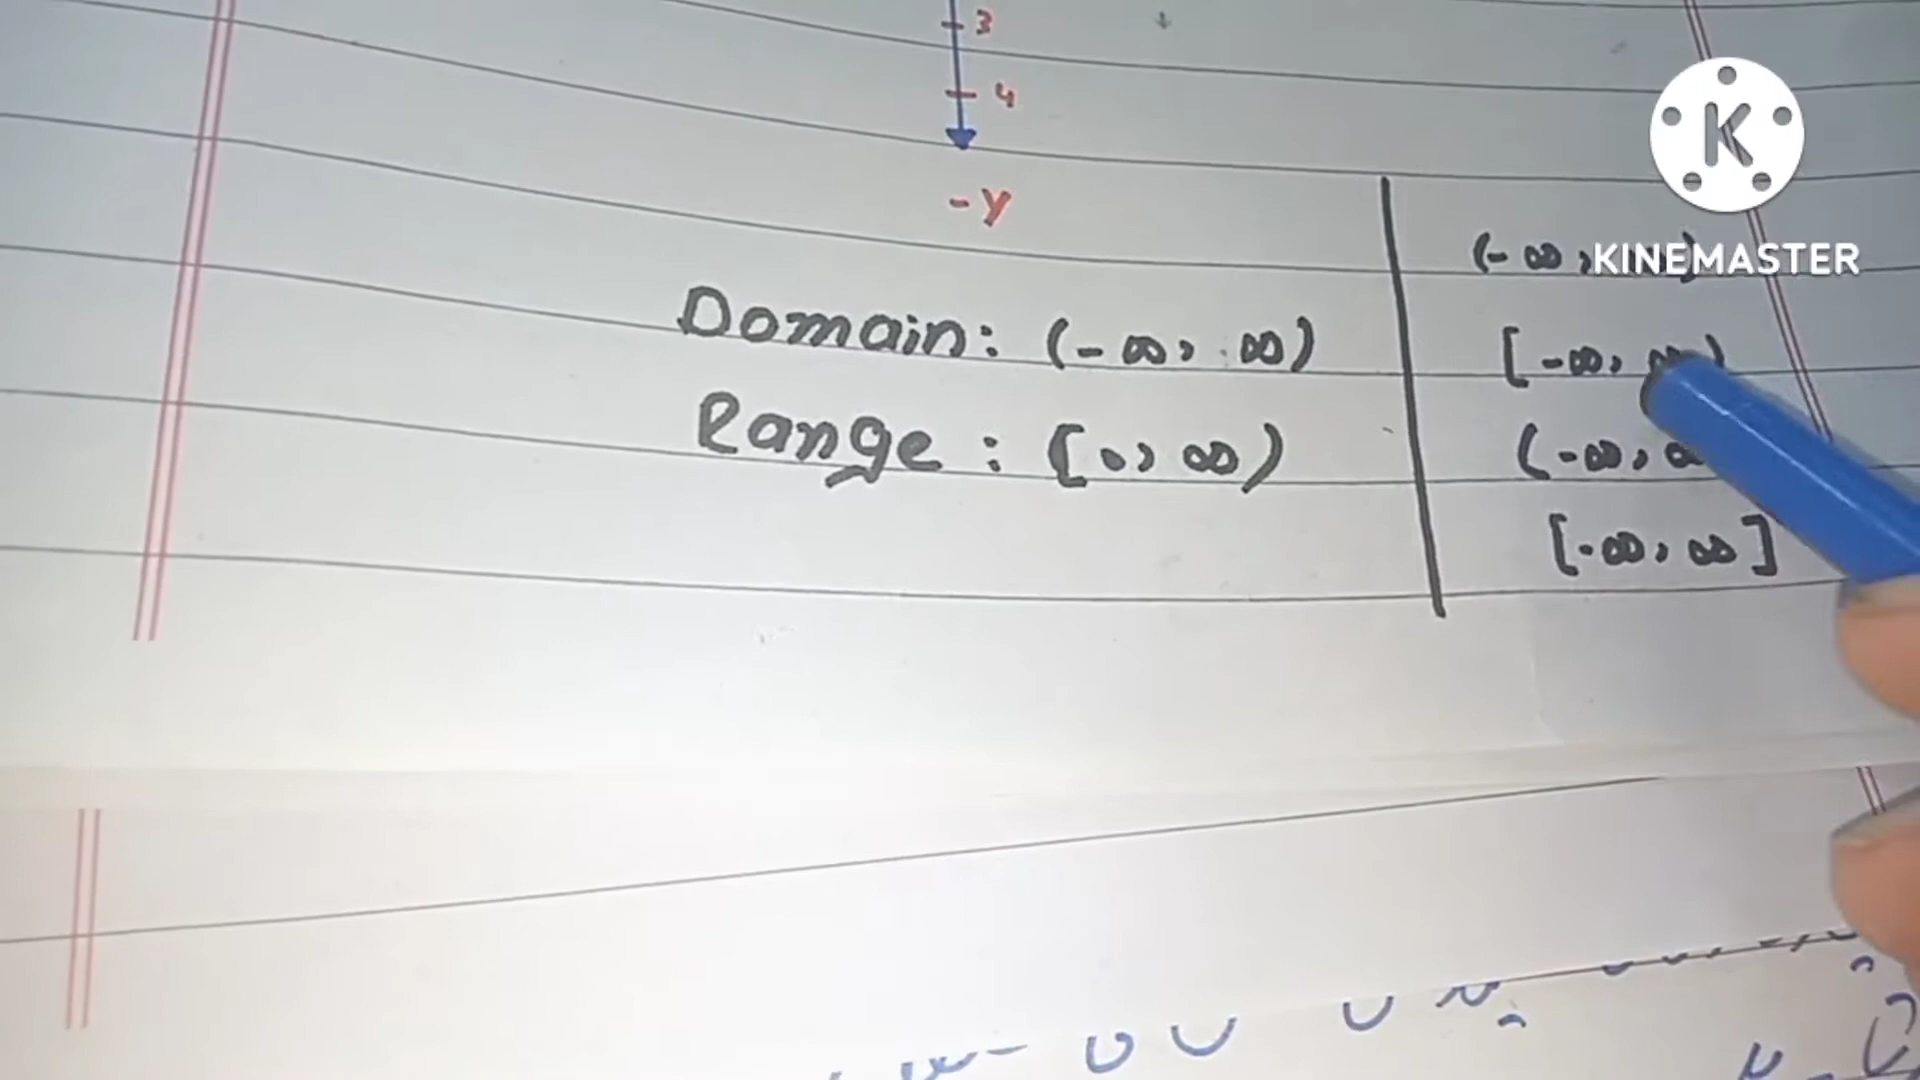 3
4
-y
Domain: (-∞, ∞)
Range: [0, ∞)
(-∞,
[-∞, ∞)
(-∞,
[-∞, ∞]
K
KINEMASTER